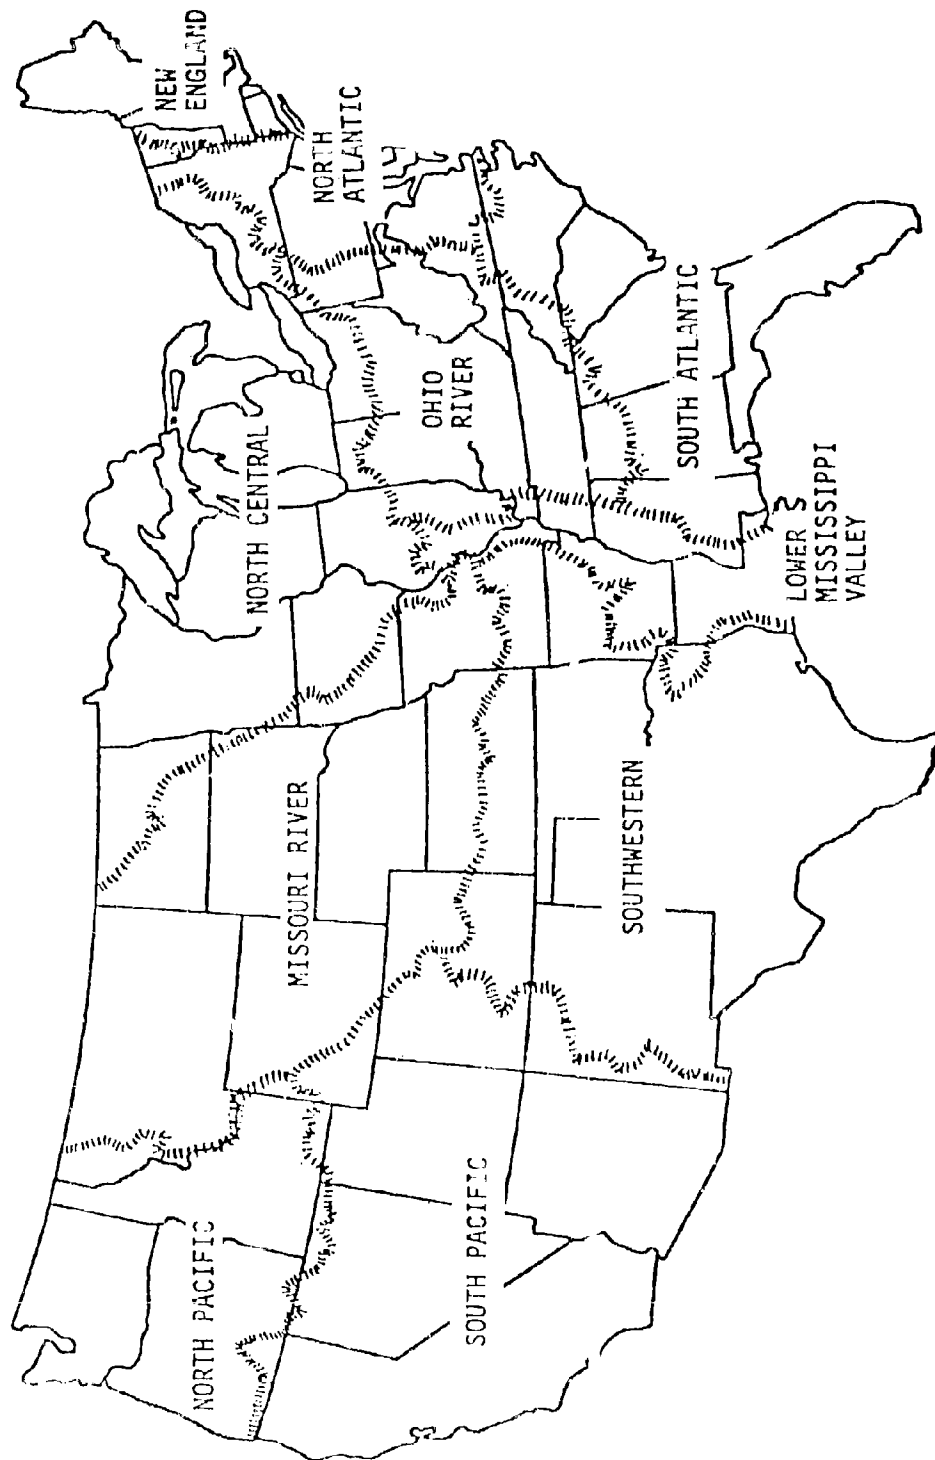 NEW
ENGLAND
NORTH
ATLANTIC
NORTH CENTRAL
OHIO
RIVER
SOUTH ATLANTIC
LOWER
MISSISSIPPI
VALLEY
MISSOURI RIVER
SOUTHWESTERN
NORTH PACIFIC
SOUTH PACIFIC